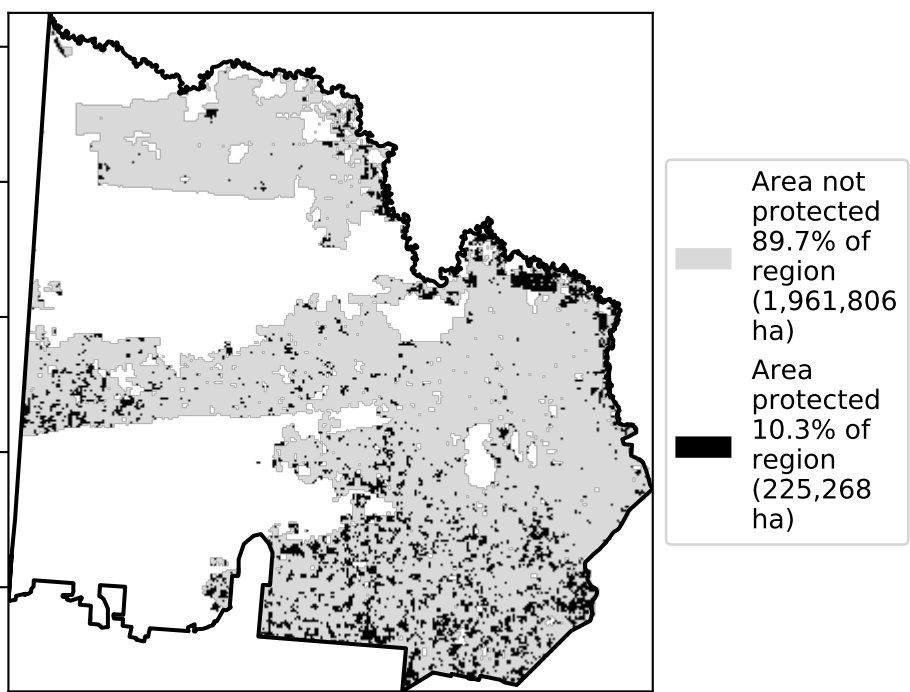 Area not
protected
89.7% of
region
(1,961,806
ha)
Area
protected
10.3% of
region
(225,268
ha)